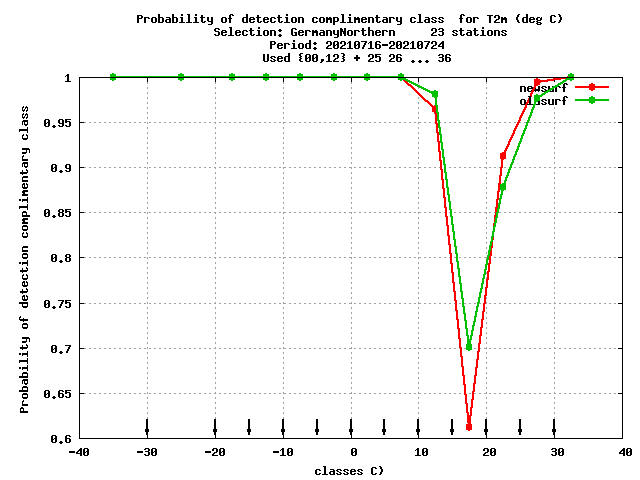 Probability of detection complimentary class  for T2m (deg C)
Selection: GermanyNorthern     23 stations
Period: 20210716-20210724
Used {00,12} + 25 26 ... 36
newsurf
oldsurf
Probability of detection complimentary class
1
0.95
0.9
0.85
0.8
0.75
0.7
0.65
0.6
-40 -30 -20 -10 0 10 20 30 40
classes C)